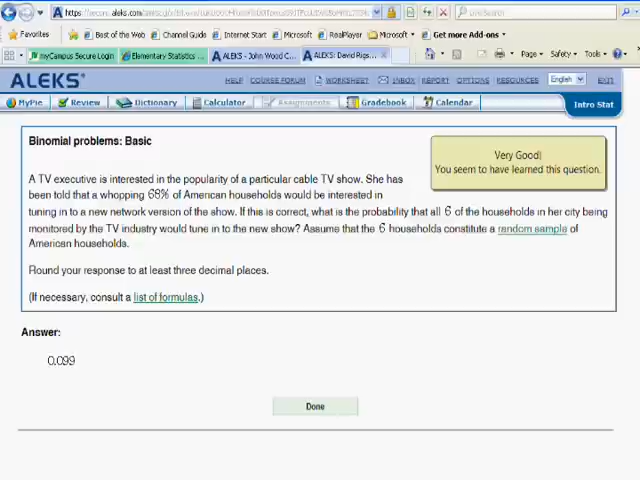 Favorites Best of the Web Channel Guide Internet Start Microsoft RealPlayer Microsoft Get more Add-ons
myCampus Secure Login Elementary Statistics ... ALEKS - John Wood C... ALEKS: David Rigs... Page Safety Tools
ALEKS HELP COURSE FORUM WORKSHEET INBOX REPORT OPTIONS RESOURCES English EXIT
MyPie Review Dictionary Calculator Assignments Gradebook Calendar Intro Stat
Binomial problems: Basic
Very Good!
You seem to have learned this question.
A TV executive is interested in the popularity of a particular cable TV show. She has
been told that a whopping 68% of American households would be interested in
tuning in to a new network version of the show. If this is correct, what is the probability that all 6 of the households in her city being
monitored by the TV industry would tune in to the new show? Assume that the 6 households constitute a random sample of
American households.
Round your response to at least three decimal places.
(If necessary, consult a list of formulas.)
Answer:
0.099
Done